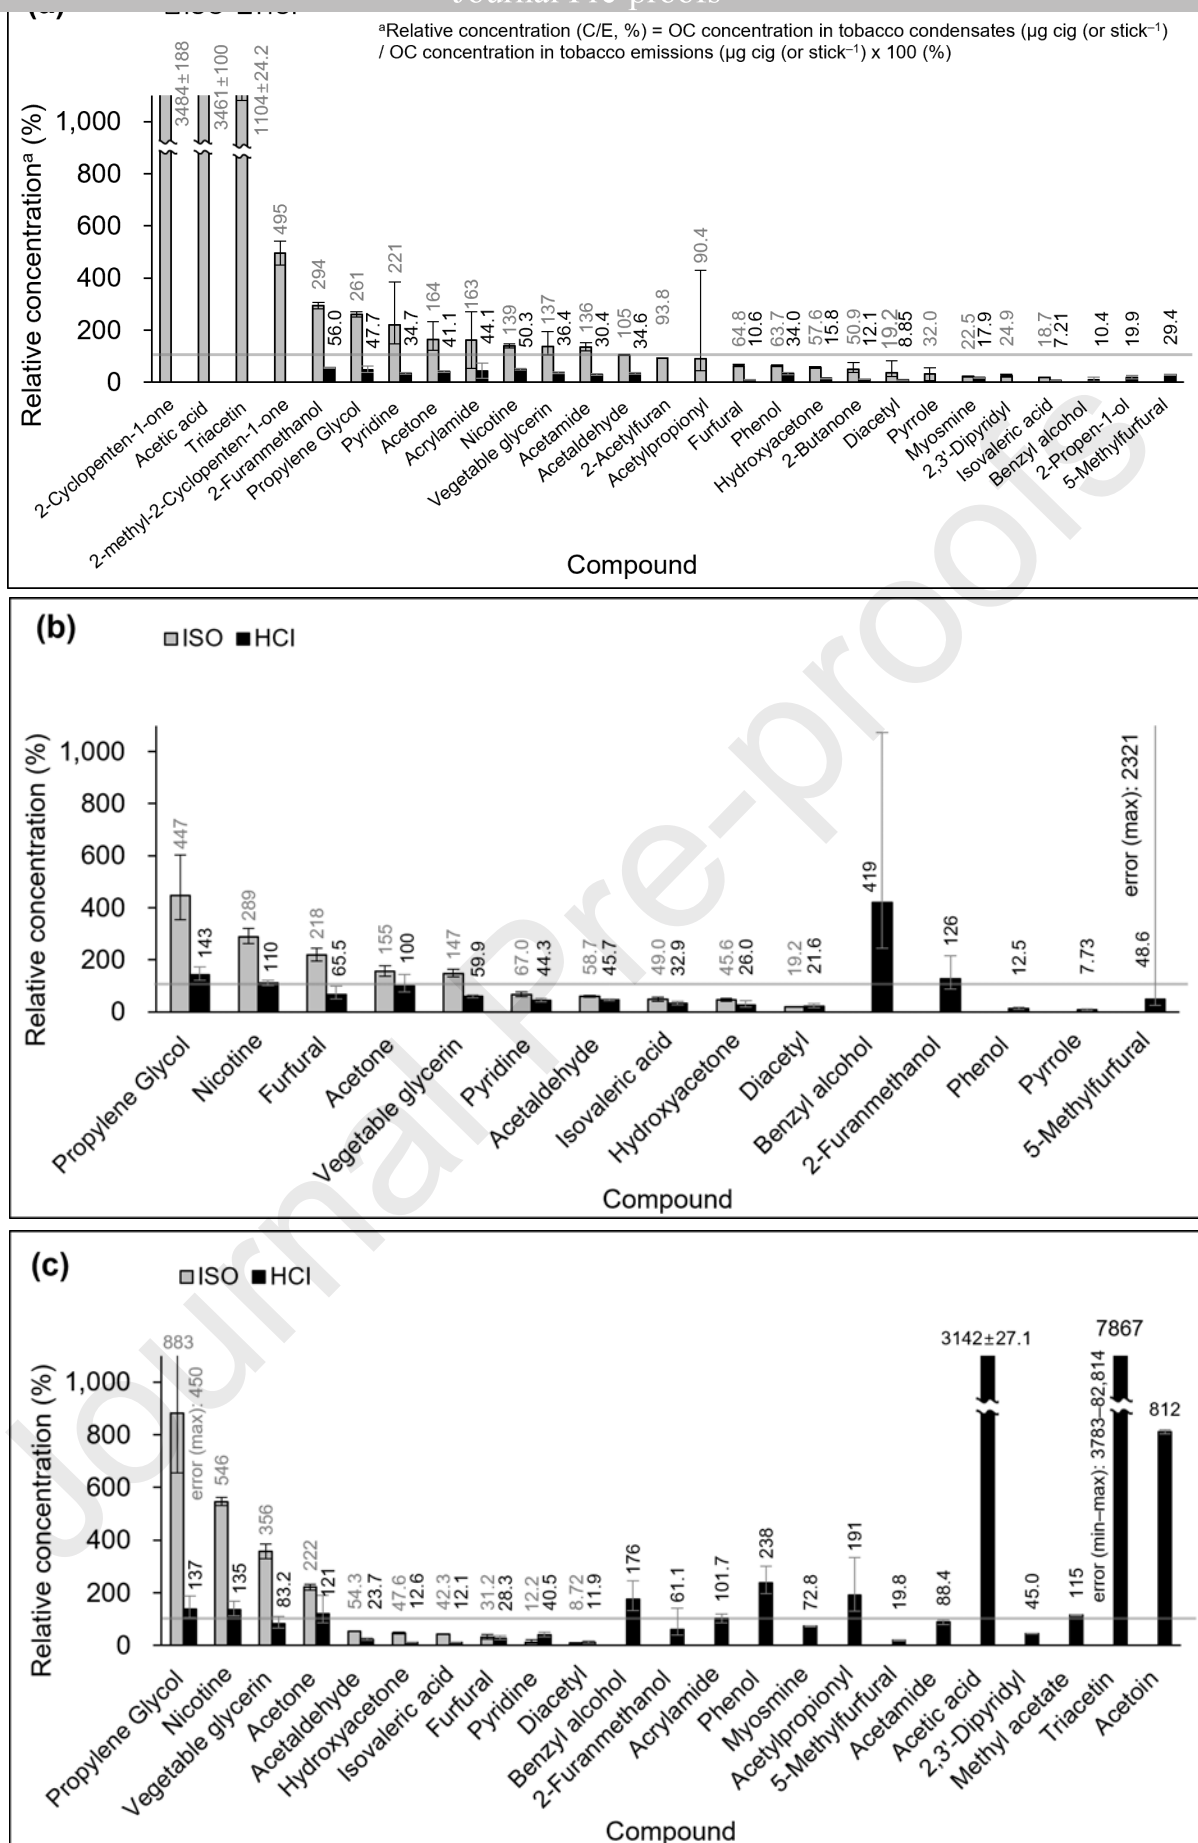 Journal Pre-proofs
(a)
ISO HCI
ᵃRelative concentration (C/E, %) = OC concentration in tobacco condensates (µg cig (or stick⁻¹)
/ OC concentration in tobacco emissions (µg cig (or stick⁻¹) x 100 (%)
Relative concentrationᵃ (%)
1,000
800
600
400
200
0
3484±188
3461±100
1104±24.2
495
294
56.0
261
47.7
221
34.7
164
41.1
163
44.1
139
50.3
137
36.4
136
30.4
105
34.6
93.8
90.4
64.8
10.6
63.7
34.0
57.6
15.8
50.9
12.1
19.2
8.85
32.0
22.5
17.9
24.9
18.7
7.21
10.4
19.9
29.4
2-Cyclopenten-1-one
Acetic acid
Triacetin
2-methyl-2-Cyclopenten-1-one
2-Furanmethanol
Propylene Glycol
Pyridine
Acetone
Acrylamide
Nicotine
Vegetable glycerin
Acetamide
Acetaldehyde
2-Acetylfuran
Acetylpropionyl
Furfural
Phenol
Hydroxyacetone
2-Butanone
Diacetyl
Pyrrole
Myosmine
2,3'-Dipyridyl
Isovaleric acid
Benzyl alcohol
2-Propen-1-ol
5-Methylfurfural
Compound
(b)
ISO HCI
Relative concentration (%)
1,000
800
600
400
200
0
447
143
289
110
218
65.5
155
100
147
59.9
67.0
44.3
58.7
45.7
49.0
32.9
45.6
26.0
19.2
21.6
419
126
12.5
7.73
48.6
error (max): 2321
Propylene Glycol
Nicotine
Furfural
Acetone
Vegetable glycerin
Pyridine
Acetaldehyde
Isovaleric acid
Hydroxyacetone
Diacetyl
Benzyl alcohol
2-Furanmethanol
Phenol
Pyrrole
5-Methylfurfural
Compound
(c)
ISO HCI
Relative concentration (%)
1,000
800
600
400
200
0
883
error (max): 450
137
546
135
356
83.2
222
121
54.3
23.7
47.6
12.6
42.3
12.1
31.2
28.3
12.2
40.5
8.72
11.9
176
61.1
101.7
238
72.8
191
19.8
88.4
3142±27.1
45.0
115
error (min–max): 3783–82,814
7867
812
Propylene Glycol
Nicotine
Vegetable glycerin
Acetone
Acetaldehyde
Hydroxyacetone
Isovaleric acid
Furfural
Pyridine
Diacetyl
Benzyl alcohol
2-Furanmethanol
Acrylamide
Phenol
Myosmine
Acetylpropionyl
5-Methylfurfural
Acetamide
Acetic acid
2,3'-Dipyridyl
Methyl acetate
Triacetin
Acetoin
Compound
Journal Pre-proofs